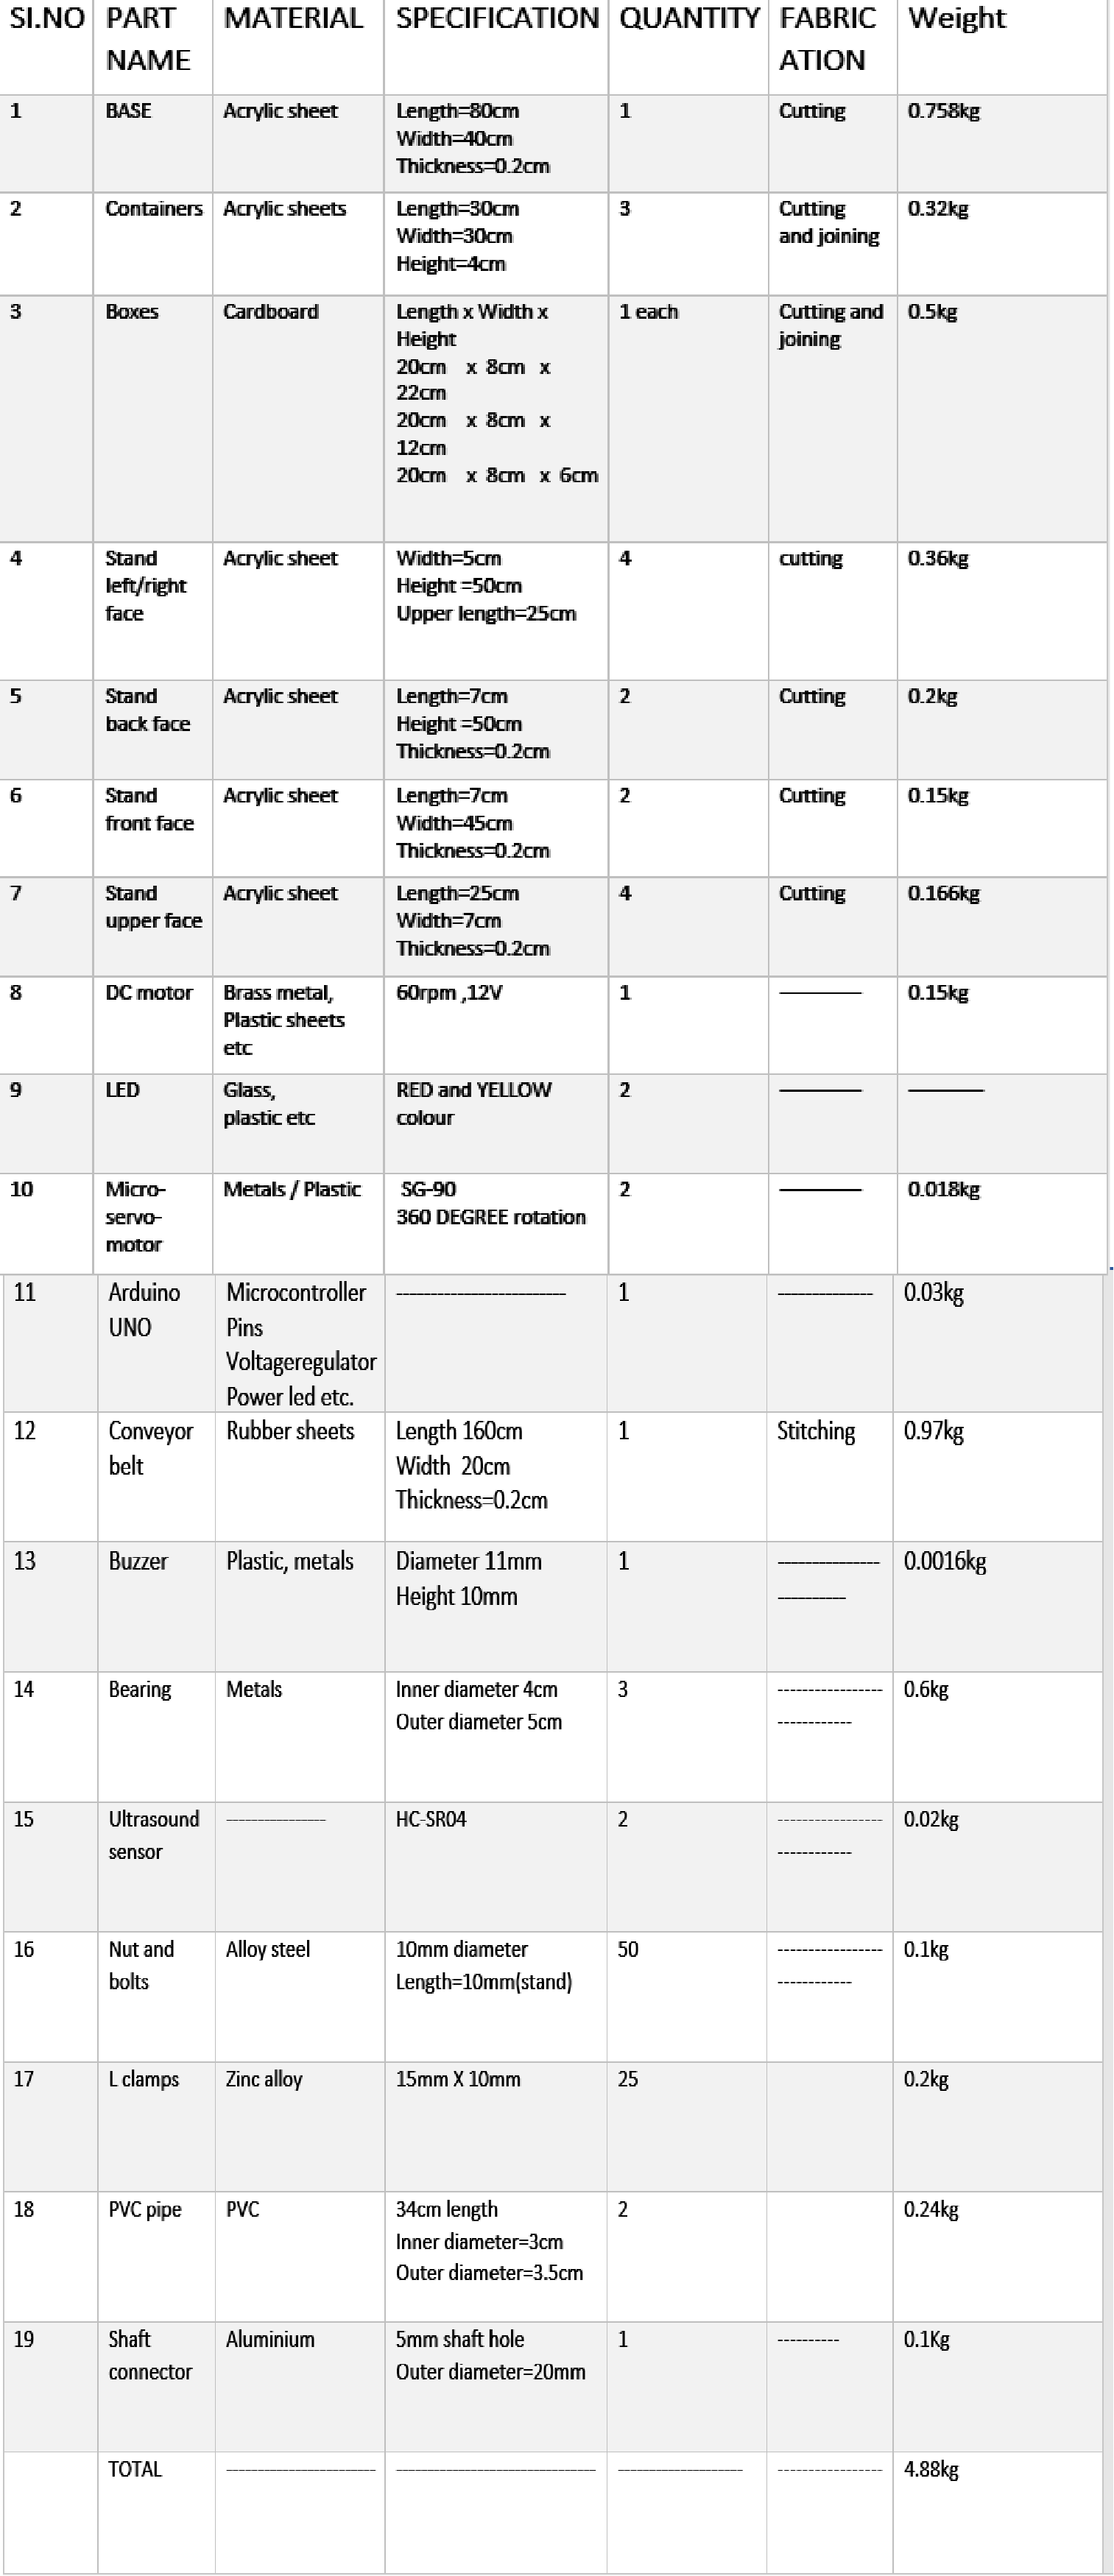 SI.NO PART NAME MATERIAL SPECIFICATION QUANTITY FABRIC ATION Weight
1 BASE Acrylic sheet Length=80cm Width=40cm Thickness=0.2cm 1 Cutting 0.758kg
2 Containers Acrylic sheets Length=30cm Width=30cm Height=4cm 3 Cutting and joining 0.32kg
3 Boxes Cardboard Length x Width x Height 20cm x 8cm x 22cm 20cm x 8cm x 12cm 20cm x 8cm x 6cm 1 each Cutting and joining 0.5kg
4 Stand left/right face Acrylic sheet Width=5cm Height =50cm Upper length=25cm 4 cutting 0.36kg
5 Stand back face Acrylic sheet Length=7cm Height =50cm Thickness=0.2cm 2 Cutting 0.2kg
6 Stand front face Acrylic sheet Length=7cm Width=45cm Thickness=0.2cm 2 Cutting 0.15kg
7 Stand upper face Acrylic sheet Length=25cm Width=7cm Thickness=0.2cm 4 Cutting 0.166kg
8 DC motor Brass metal, Plastic sheets etc 60rpm ,12V 1 ——— 0.15kg
9 LED Glass, plastic etc RED and YELLOW colour 2 ——— ———
10 Micro-servo-motor Metals / Plastic SG-90 360 DEGREE rotation 2 ——— 0.018kg
11 Arduino UNO Microcontroller Pins Voltageregulator Power led etc. -------------------------- 1 --------------- 0.03kg
12 Conveyor belt Rubber sheets Length 160cm Width 20cm Thickness=0.2cm 1 Stitching 0.97kg
13 Buzzer Plastic, metals Diameter 11mm Height 10mm 1 -------------------------- 0.0016kg
14 Bearing Metals Inner diameter 4cm Outer diameter 5cm 3 ----------------------------- 0.6kg
15 Ultrasound sensor ---------------- HC-SR04 2 ----------------------------- 0.02kg
16 Nut and bolts Alloy steel 10mm diameter Length=10mm(stand) 50 ----------------------------- 0.1kg
17 L clamps Zinc alloy 15mm X 10mm 25 0.2kg
18 PVC pipe PVC 34cm length Inner diameter=3cm Outer diameter=3.5cm 2 0.24kg
19 Shaft connector Aluminium 5mm shaft hole Outer diameter=20mm 1 ---------- 0.1Kg
TOTAL ------------------------ -------------------------------- -------------------- ----------------- 4.88kg